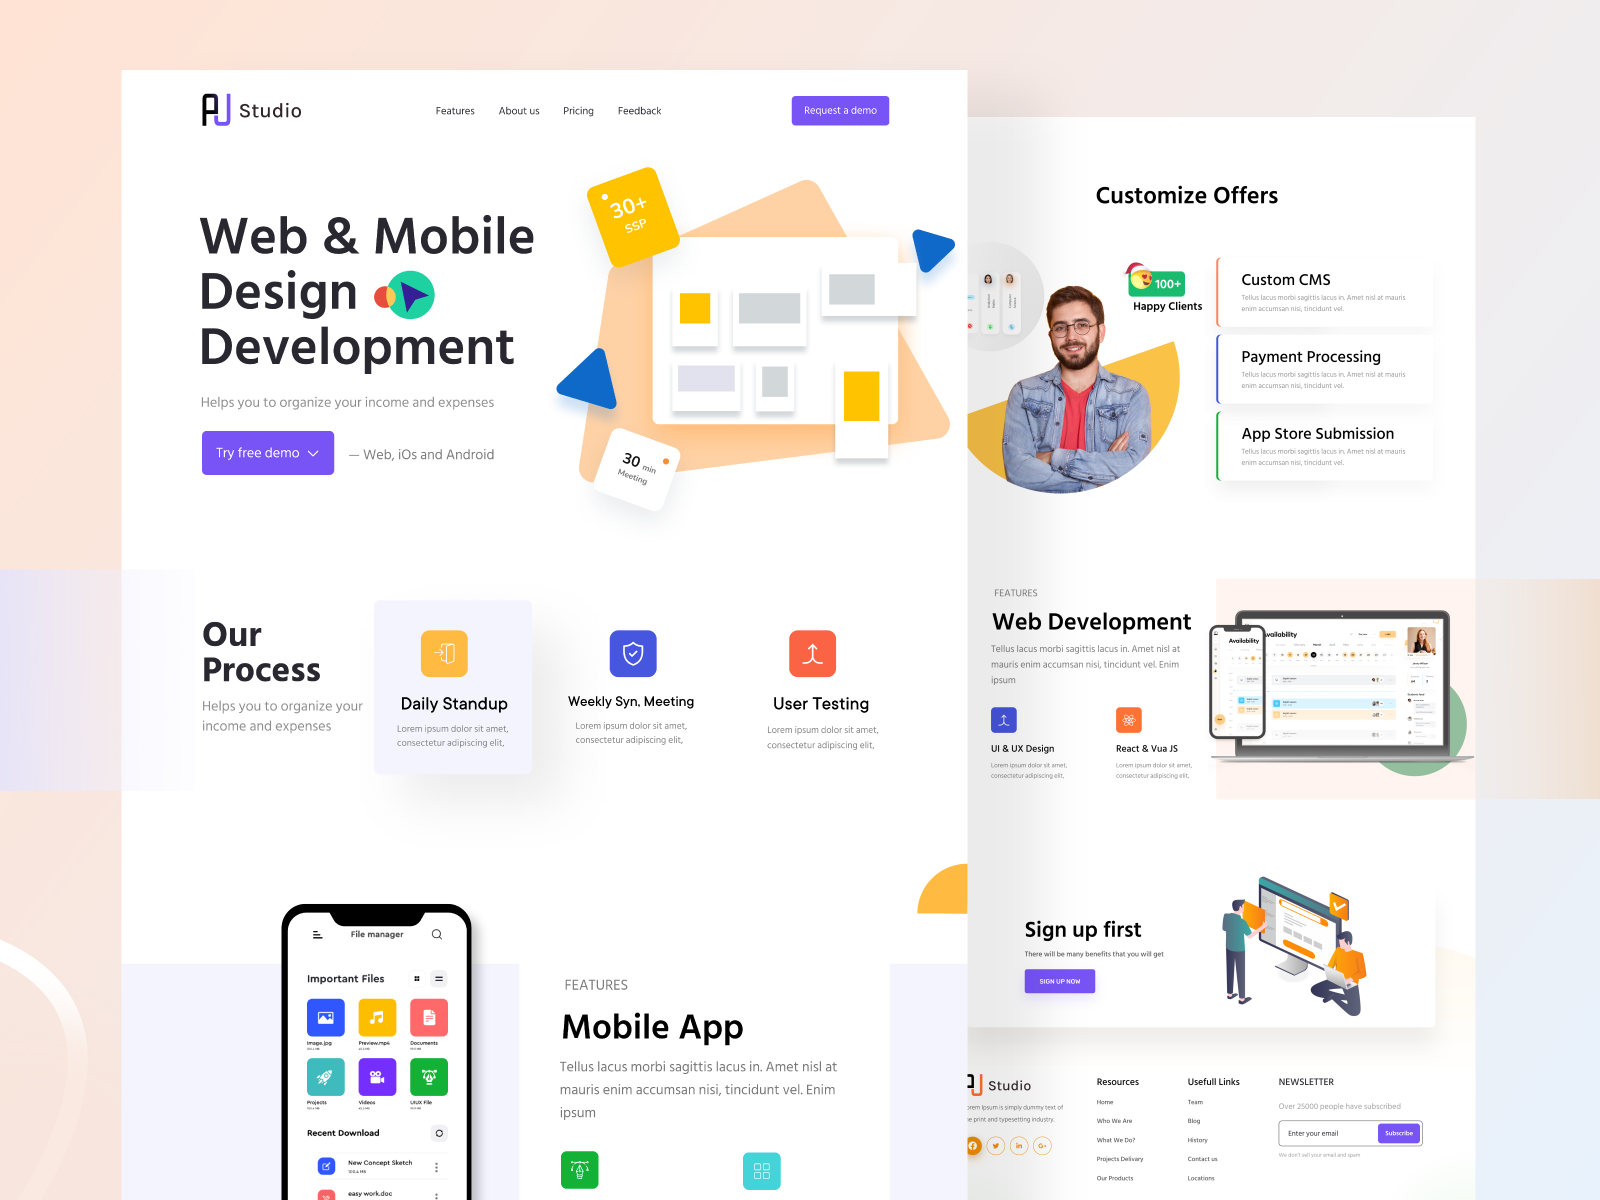 Studio
Features
About us
Pricing
Feedback
Request a demo
Web & Mobile
Design
Development
Helps you to organize your income and expenses
Try free demo
— Web, iOs and Android
30+
SSP
30 min
Meeting
Our
Process
Helps you to organize your
income and expenses
Daily Standup
Lorem ipsum dolor sit amet,
consectetur adipiscing elit,
Weekly Syn, Meeting
Lorem ipsum dolor sit amet,
consectetur adipiscing elit,
User Testing
Lorem ipsum dolor sit amet,
consectetur adipiscing elit,
File manager
Important Files
Image.jpg
Preview.mp4
Documents
Projects
Videos
UIUX File
Recent Download
New Concept Sketch
100.4 MB
easy work.doc
FEATURES
Mobile App
Tellus lacus morbi sagittis lacus in. Amet nisl at
mauris enim accumsan nisi, tincidunt vel. Enim
ipsum
Customize Offers
100+
Happy Clients
Custom CMS
Tellus lacus morbi sagittis lacus in. Amet nisl at mauris
enim accumsan nisi, tincidunt vel.
Payment Processing
Tellus lacus morbi sagittis lacus in. Amet nisl at mauris
enim accumsan nisi, tincidunt vel.
App Store Submission
Tellus lacus morbi sagittis lacus in. Amet nisl at mauris
enim accumsan nisi, tincidunt vel.
FEATURES
Web Development
Tellus lacus morbi sagittis lacus in. Amet nisl at
mauris enim accumsan nisi, tincidunt vel. Enim
ipsum
UI & UX Design
Lorem ipsum dolor sit amet,
consectetur adipiscing elit,
React & Vua JS
Lorem ipsum dolor sit amet,
consectetur adipiscing elit,
Availability
Availability
Sign up first
There will be many benefits that you will get
SIGN UP NOW
Studio
orem Ipsum is simply dummy text of
e print and typesetting industry.
Resources
Home
Who We Are
What We Do?
Projects Delivary
Our Products
Usefull Links
Team
Blog
History
Contact us
Locations
NEWSLETTER
Over 25000 people have subscribed
Enter your email
Subscribe
We don't sell your email and spam